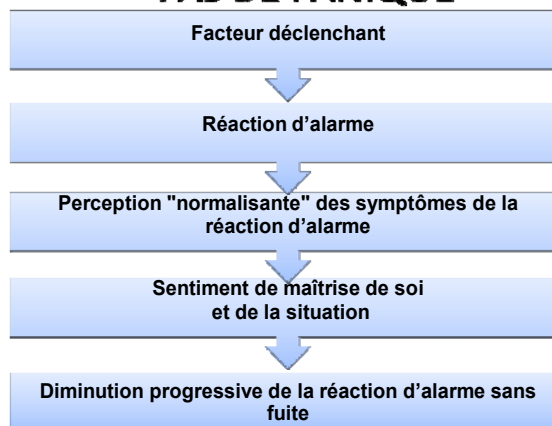 PAS DE PANIQUE
Facteur déclenchant
Réaction d’alarme
Perception "normalisante" des symptômes de la
réaction d’alarme
Sentiment de maîtrise de soi
et de la situation
Diminution progressive de la réaction d’alarme sans
fuite